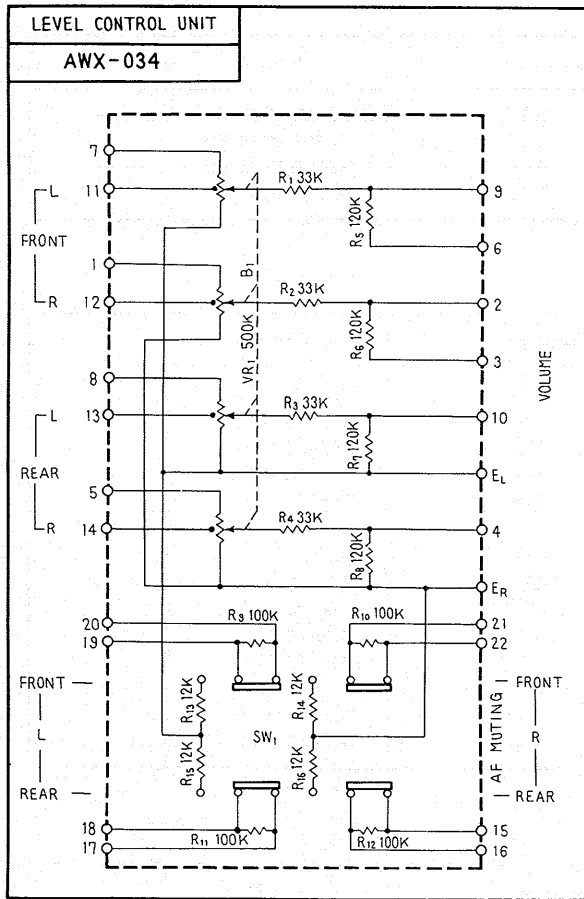 LEVEL CONTROL UNIT
AWX-034
7
L 11 R1 33K 9
FRONT
R5 120K
6
1
B1
R 12 R2 33K 2
R6 120K
3
VR1 500K
VOLUME
8
L 13 R3 33K 10
R7 120K
REAR
EL
5
R 14 R4 33K 4
R8 120K
ER
20 R9 100K R10 100K 21
19 22
FRONT FRONT
R13 12K R14 12K
L SW1 R
AF MUTING
R15 12K R16 12K
REAR REAR
18 15
17 R11 100K R12 100K 16